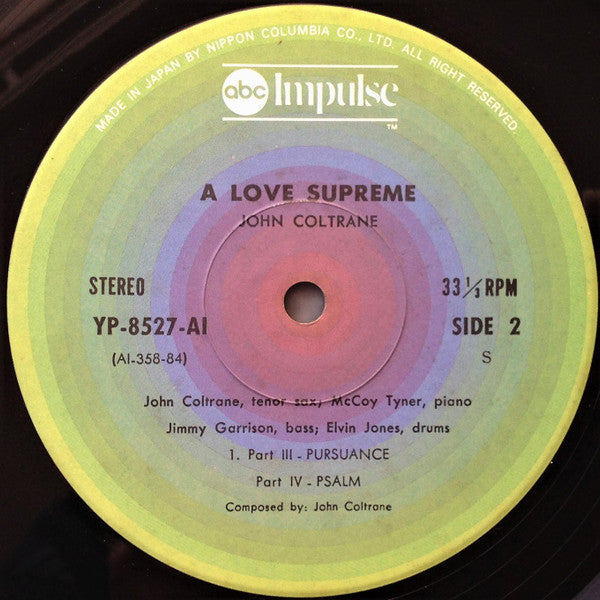 MADE IN JAPAN BY NIPPON COLUMBIA CO., LTD. ALL RIGHT RESERVED.
abc Impulse
TM
A LOVE SUPREME
JOHN COLTRANE
STEREO
33 1/3 RPM
YP-8527-AI
SIDE 2
(AI-358-84)
S
John Coltrane, tenor sax; McCoy Tyner, piano
Jimmy Garrison, bass; Elvin Jones, drums
1. Part III - PURSUANCE
Part IV - PSALM
Composed by: John Coltrane